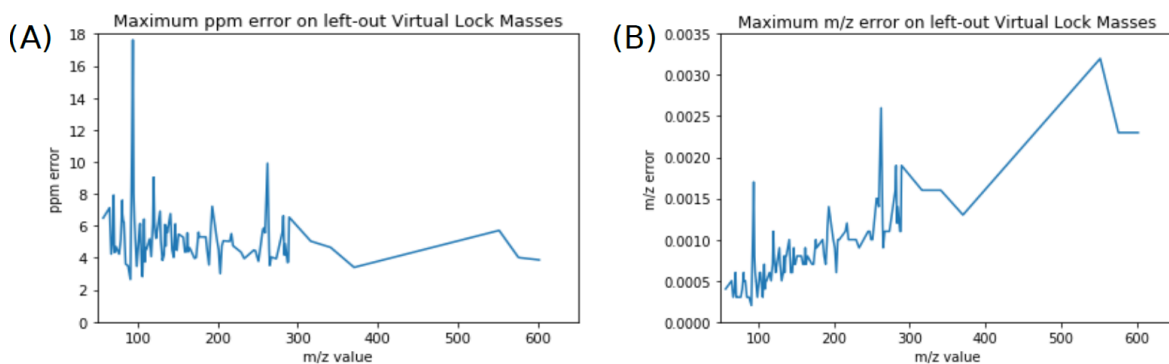 (A)
Maximum ppm error on left-out Virtual Lock Masses
18
16
14
12
10
8
6
4
2
0
ppm error
100 200 300 400 500 600
m/z value
(B)
Maximum m/z error on left-out Virtual Lock Masses
0.0035
0.0030
0.0025
0.0020
0.0015
0.0010
0.0005
0.0000
m/z error
100 200 300 400 500 600
m/z value